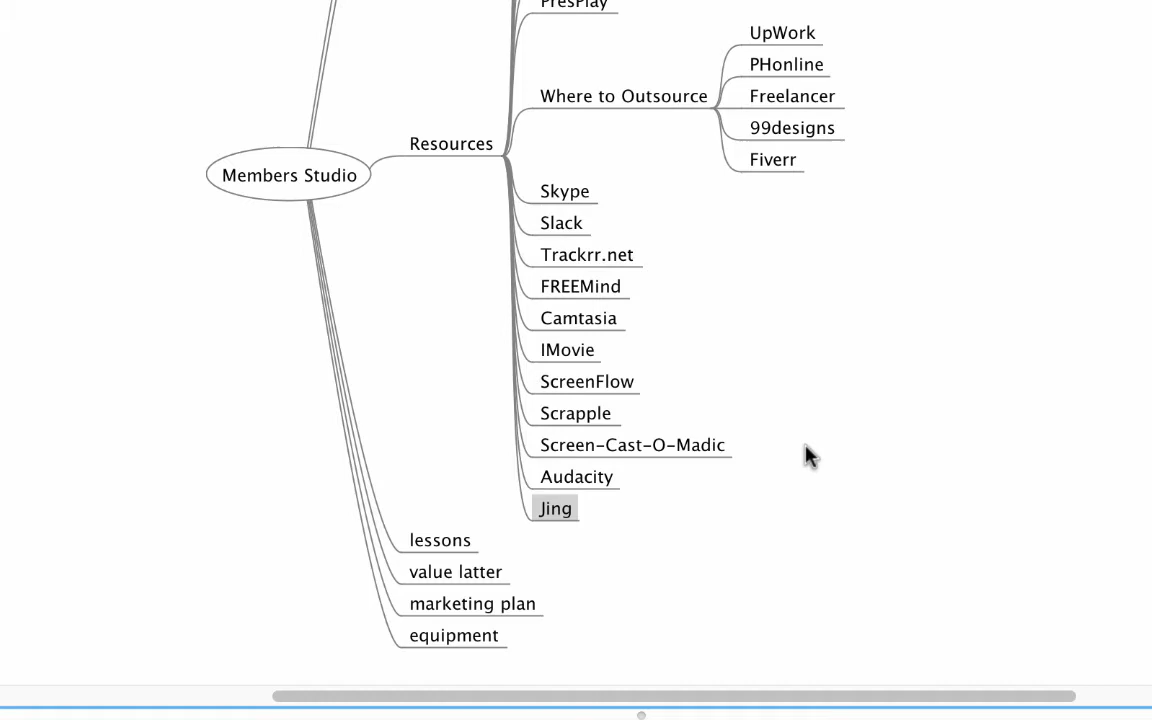 PresPlay
UpWork
PHonline
Where to Outsource
Freelancer
99designs
Fiverr
Resources
Members Studio
Skype
Slack
Trackrr.net
FREEMind
Camtasia
IMovie
ScreenFlow
Scrapple
Screen-Cast-O-Madic
Audacity
Jing
lessons
value latter
marketing plan
equipment